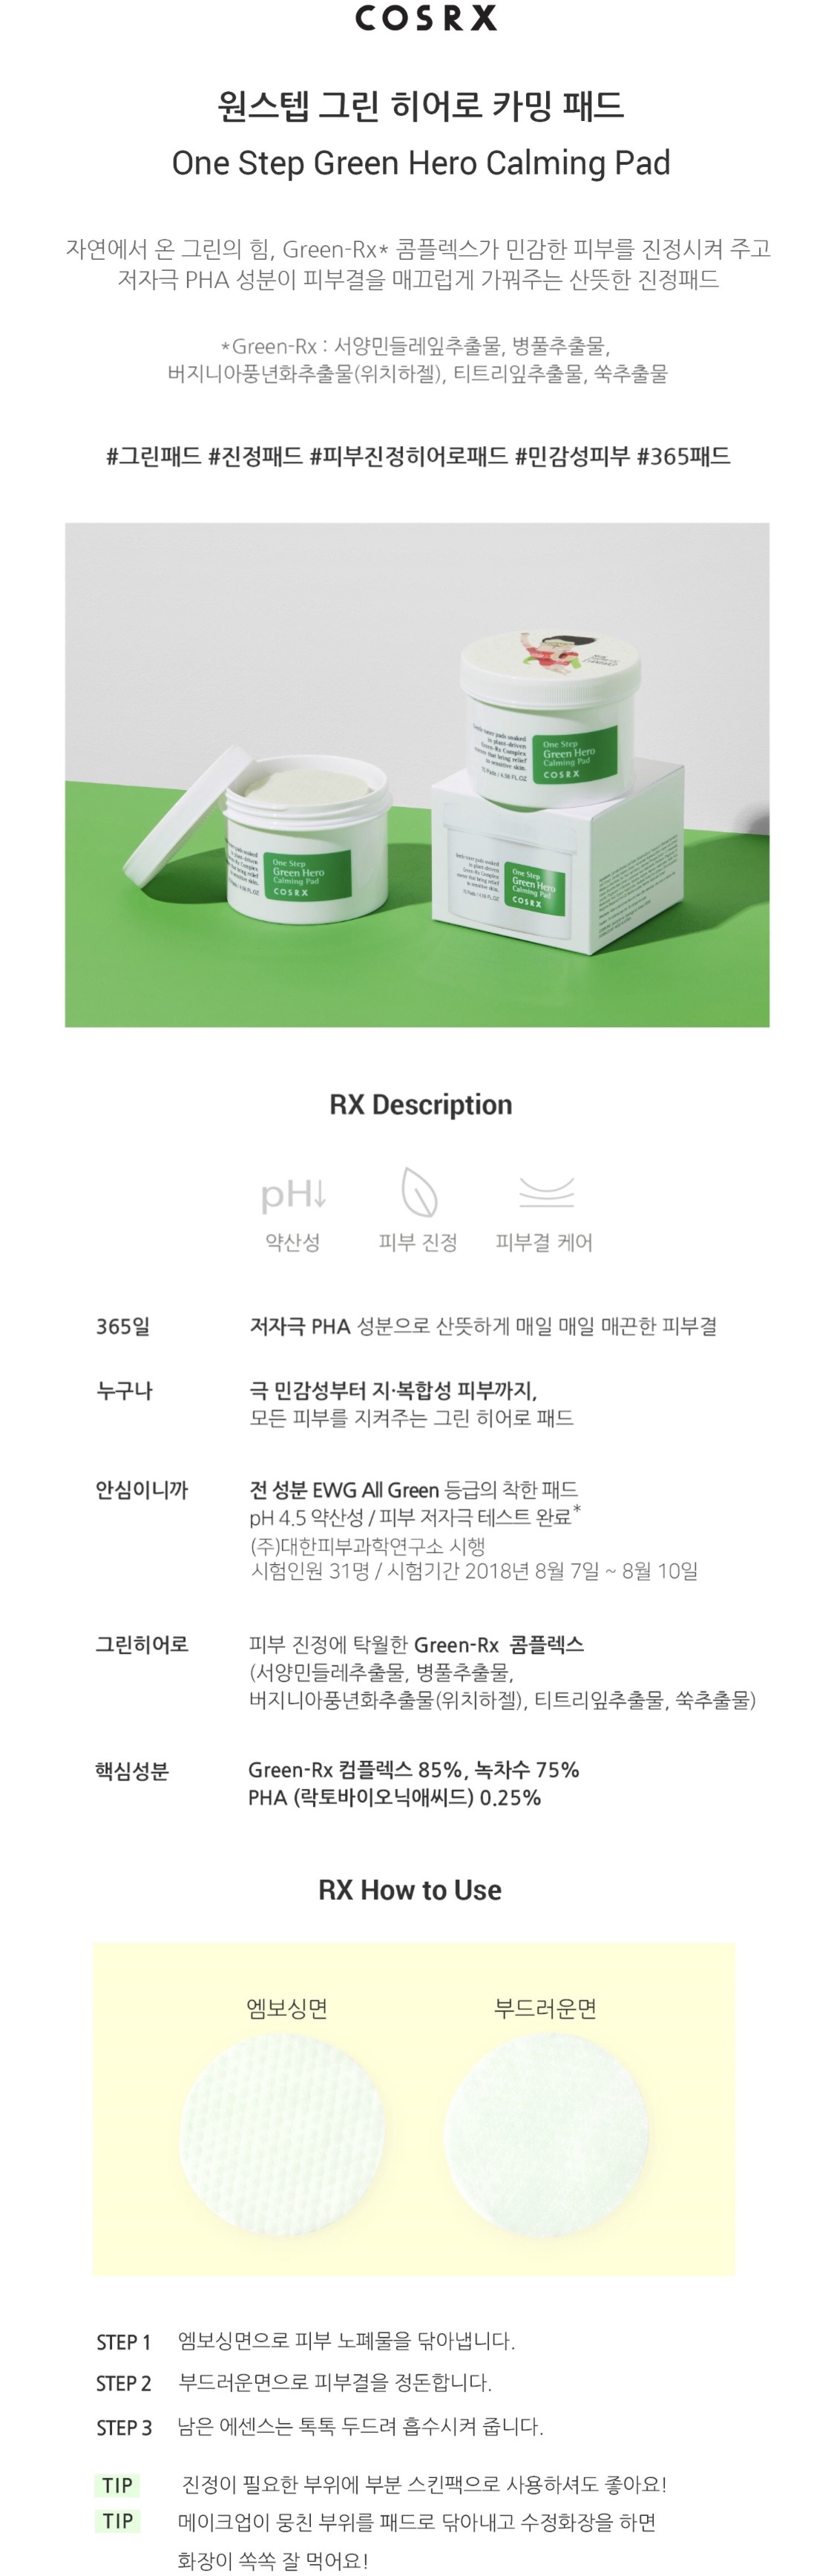 COSRX
원스텝 그린 히어로 카밍 패드
One Step Green Hero Calming Pad
자연에서 온 그린의 힘, Green-Rx* 콤플렉스가 민감한 피부를 진정시켜 주고
저자극 PHA 성분이 피부결을 매끄럽게 가꿔주는 산뜻한 진정패드
*Green-Rx : 서양민들레잎추출물, 병풀추출물,
버지니아풍년화추출물(위치하젤), 티트리잎추출물, 쑥추출물
#그린패드 #진정패드 #피부진정히어로패드 #민감성피부 #365패드
One Step
Green Hero
Calming Pad
COSRX
One Step
Green Hero
Calming Pad
COSRX
One Step
Green Hero
Calming Pad
COSRX
RX Description
pH↓
약산성 피부 진정 피부결 케어
365일 저자극 PHA 성분으로 산뜻하게 매일 매일 매끈한 피부결
누구나 극 민감성부터 지·복합성 피부까지,
모든 피부를 지켜주는 그린 히어로 패드
안심이니까 전 성분 EWG All Green 등급의 착한 패드
pH 4.5 약산성 / 피부 저자극 테스트 완료*
(주)대한피부과학연구소 시행
시험인원 31명 / 시험기간 2018년 8월 7일 ~ 8월 10일
그린히어로 피부 진정에 탁월한 Green-Rx 콤플렉스
(서양민들레추출물, 병풀추출물,
버지니아풍년화추출물(위치하젤), 티트리잎추출물, 쑥추출물)
핵심성분 Green-Rx 컴플렉스 85%, 녹차수 75%
PHA (락토바이오닉애씨드) 0.25%
RX How to Use
엠보싱면 부드러운면
STEP 1 엠보싱면으로 피부 노폐물을 닦아냅니다.
STEP 2 부드러운면으로 피부결을 정돈합니다.
STEP 3 남은 에센스는 톡톡 두드려 흡수시켜 줍니다.
TIP 진정이 필요한 부위에 부분 스킨팩으로 사용하셔도 좋아요!
TIP 메이크업이 뭉친 부위를 패드로 닦아내고 수정화장을 하면
화장이 쏙쏙 잘 먹어요!